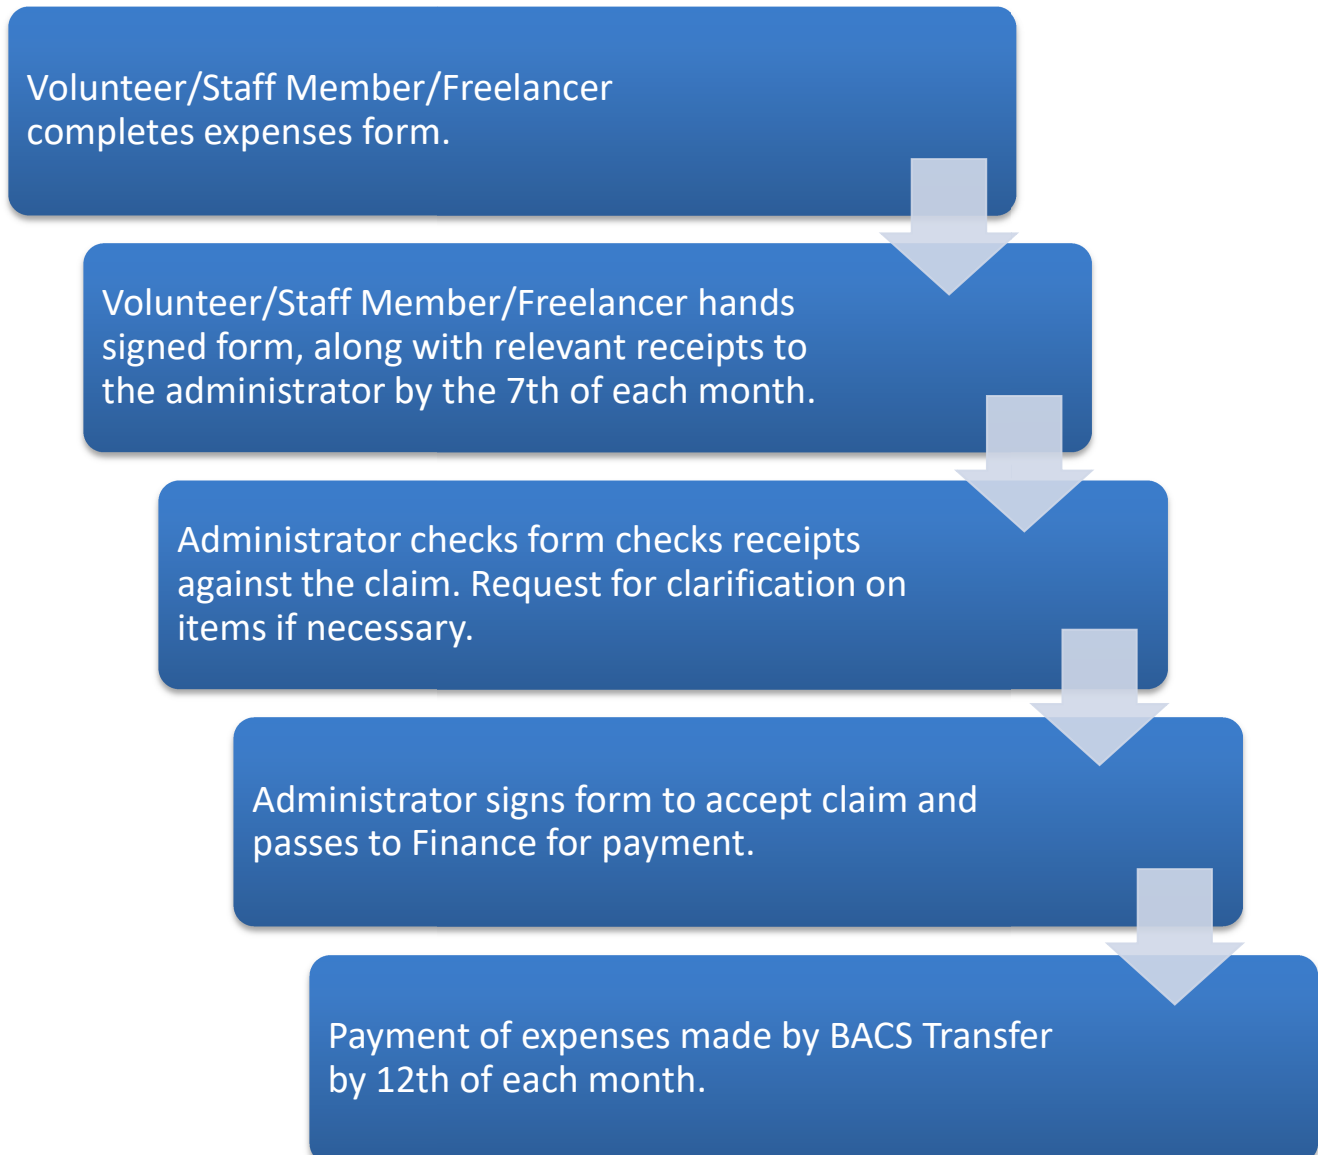 Volunteer/Staff Member/Freelancer
completes expenses form.
Volunteer/Staff Member/Freelancer hands
signed form, along with relevant receipts to
the administrator by the 7th of each month.
Administrator checks form checks receipts
against the claim. Request for clarification on
items if necessary.
Administrator signs form to accept claim and
passes to Finance for payment.
Payment of expenses made by BACS Transfer
by 12th of each month.